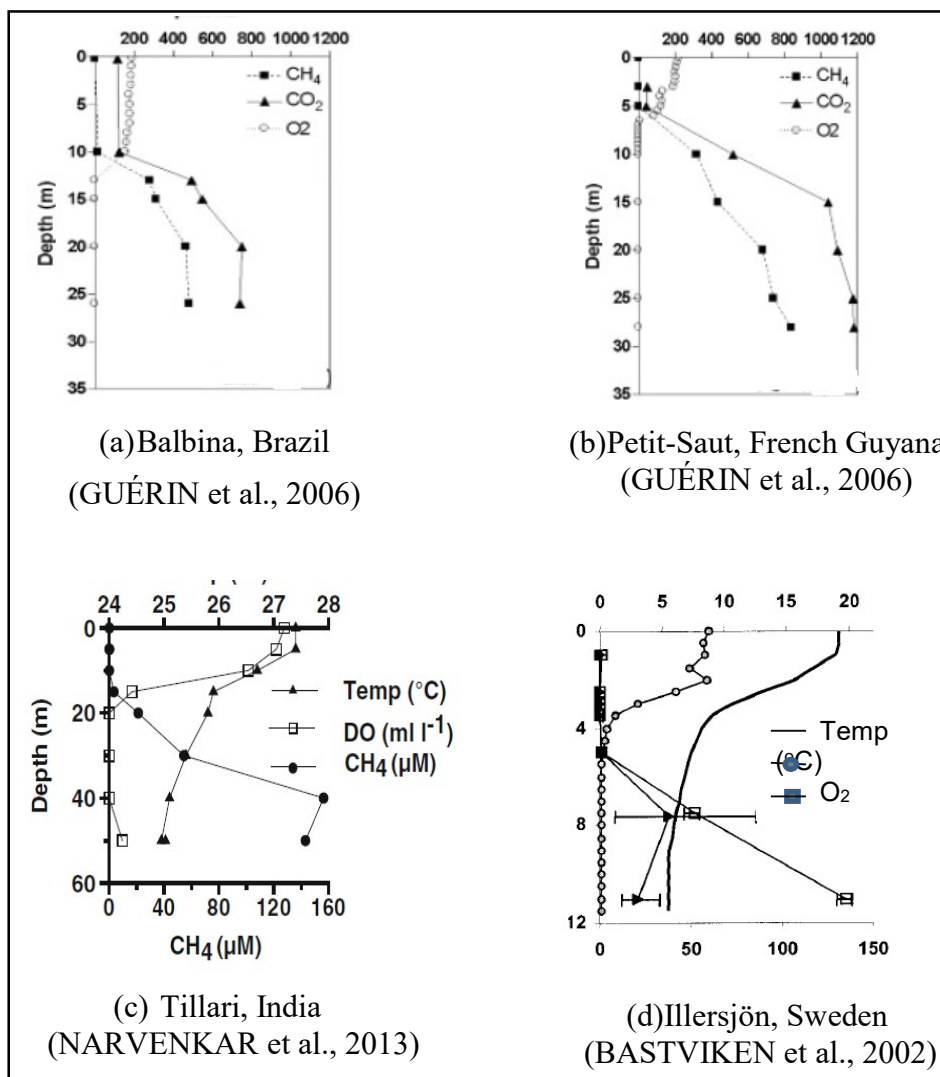 200 400 600 800 1000 1200
0
5
10
15
20
25
30
35
Depth (m)
CH4
CO2
O2
(a)Balbina, Brazil
(GUÉRIN et al., 2006)
0 200 400 600 800 1000 1200
0
5
10
15
20
25
30
35
Depth (m)
CH4
CO2
O2
(b)Petit-Saut, French Guyana
(GUÉRIN et al., 2006)
24 25 26 27 28
0
20
40
60
Depth (m)
Temp (°C)
DO (ml l-1)
CH4 (µM)
0 40 80 120 160
CH4 (µM)
(c) Tillari, India
(NARVENKAR et al., 2013)
0 5 10 15 20
0
4
8
12
Temp
(°C)
O2
0 50 100 150
(d)Illersjön, Sweden
(BASTVIKEN et al., 2002)